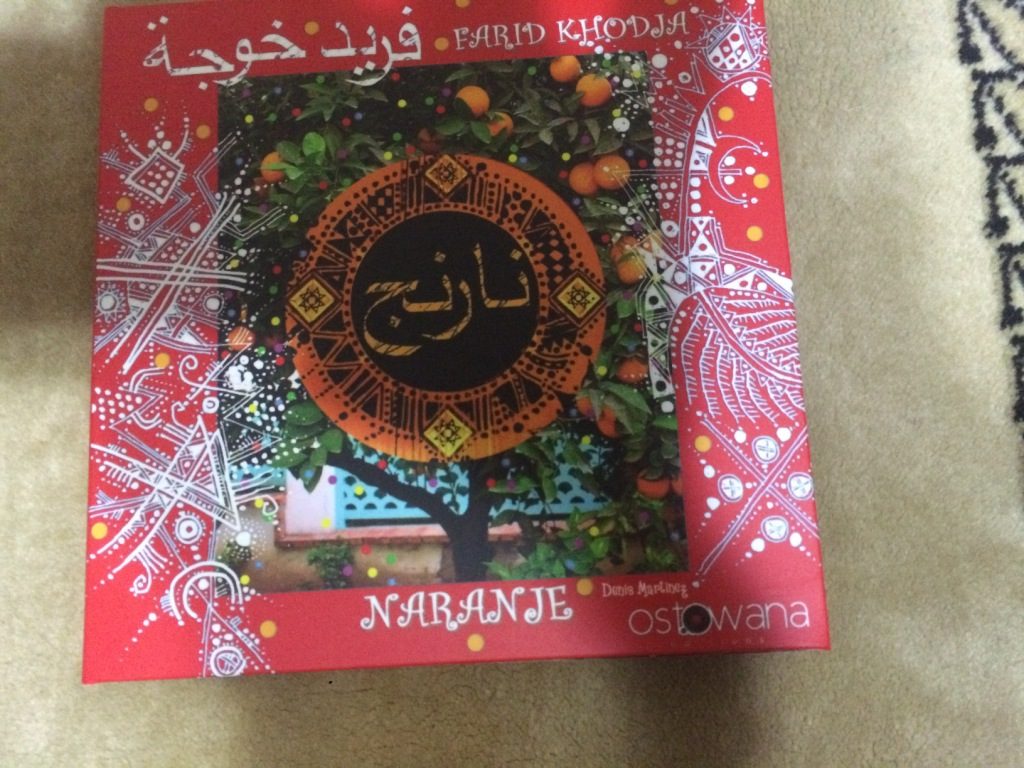 فريد خوجة
FARID KHODJA
نارنج
NARANJE
Denis Martinez
ostowana